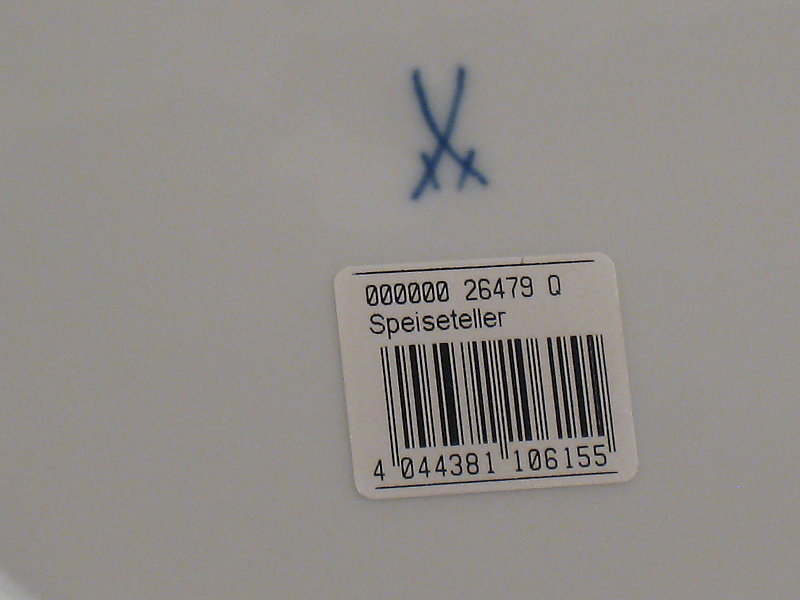 000000 26479 Q
Speiseteller
4 044381 106155